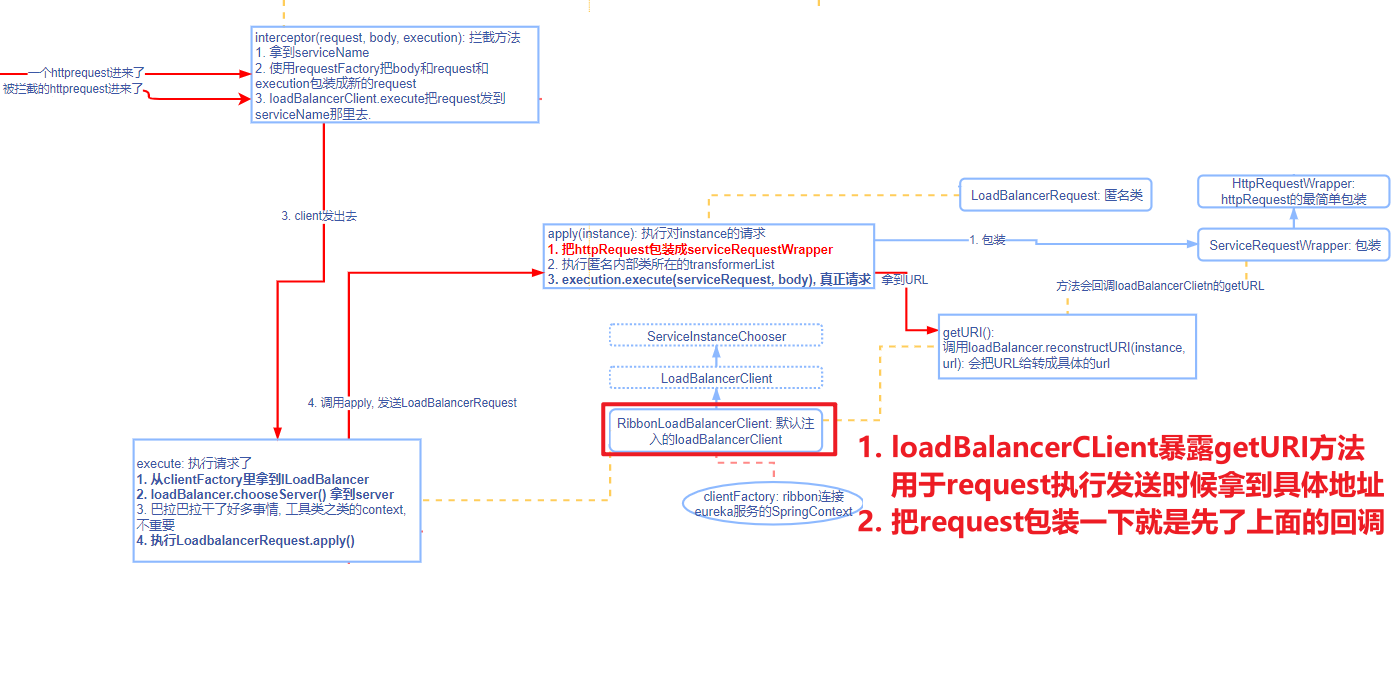 interceptor(request, body, execution): 拦截方法
1. 拿到serviceName
2. 使用requestFactory把body和request和
execution包装成新的request
3. loadBalancerClient.execute把request发到
serviceName那里去.
一个httprequest进来了
被拦截的httprequest进来了
3. client发出去
LoadBalancerRequest: 匿名类
HttpRequestWrapper:
httpRequest的最简单包装
apply(instance): 执行对instance的请求
1. 把httpRequest包装成serviceRequestWrapper
2. 执行匿名内部类所在的transformerList
3. execution.execute(serviceRequest, body), 真正请求
1. 包装
ServiceRequestWrapper: 包装
拿到URL
方法会回调loadBalancerClietn的getURL
getURI():
调用loadBalancer.reconstructURI(instance,
url): 会把URL给转成具体的url
ServiceInstanceChooser
LoadBalancerClient
RibbonLoadBalancerClient: 默认注
入的loadBalancerClient
4. 调用apply, 发送LoadBalancerRequest
execute: 执行请求了
1. 从clientFactory里拿到ILoadBalancer
2. loadBalancer.chooseServer() 拿到server
3. 巴拉巴拉干了好多事情, 工具类之类的context,
不重要
4. 执行LoadbalancerRequest.apply()
clientFactory: ribbon连接
eureka服务的SpringContext
1. loadBalancerCLient暴露getURI方法
用于request执行发送时候拿到具体地址
2. 把request包装一下就是先了上面的回调